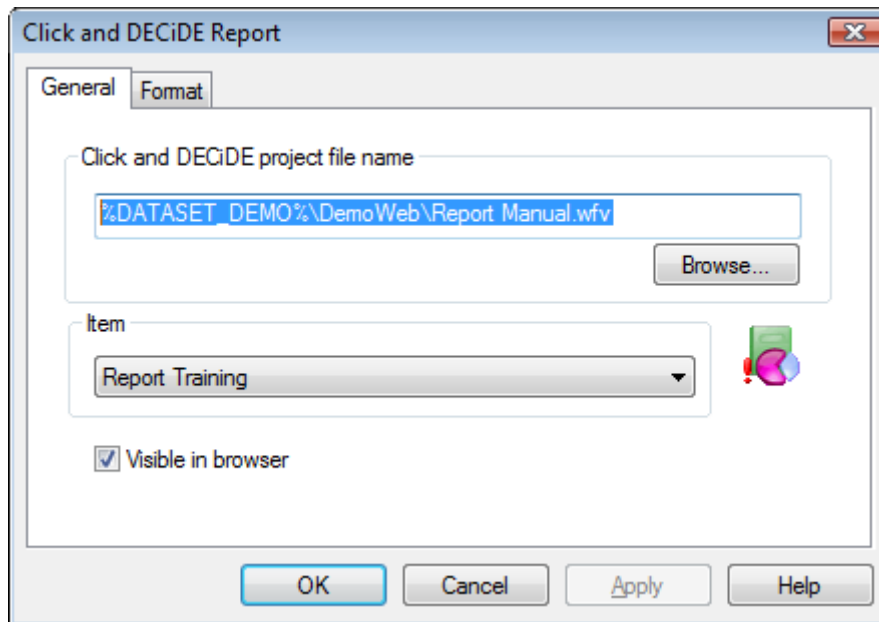 Click and DECiDE Report
General Format
Click and DECiDE project file name
%DATASET_DEMO%\DemoWeb\Report Manual.wfv
Browse...
Item
Report Training
Visible in browser
OK Cancel Apply Help